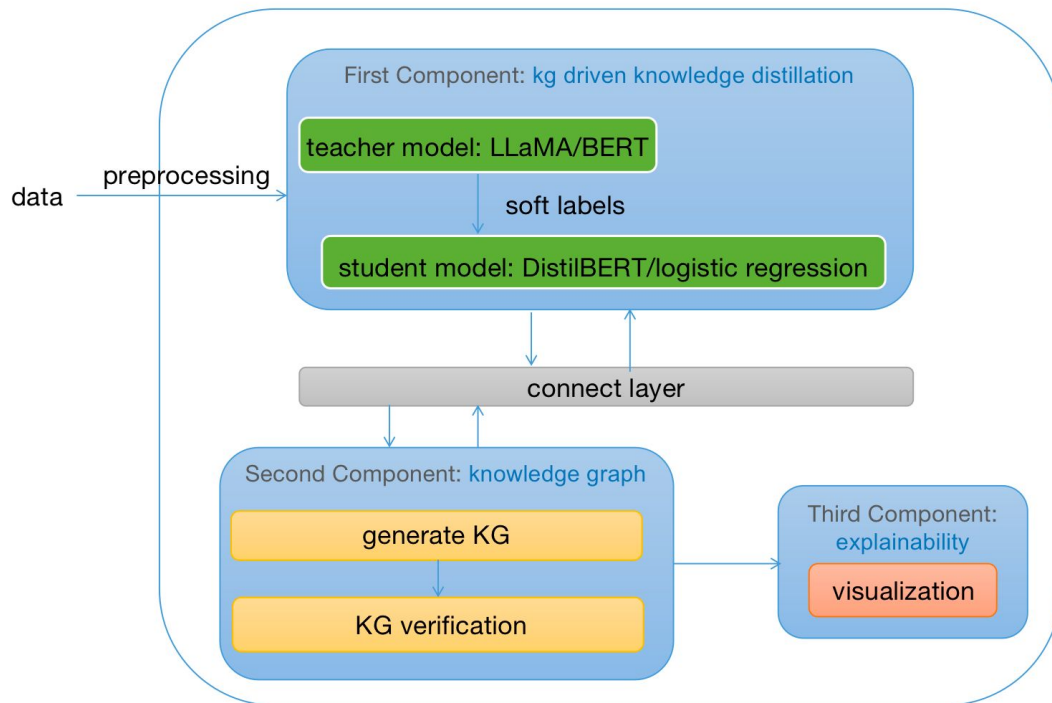 First Component: kg driven knowledge distillation
teacher model: LLaMA/BERT
preprocessing
data
soft labels
student model: DistilBERT/logistic regression
connect layer
Second Component: knowledge graph
generate KG
KG verification
Third Component:
explainability
visualization